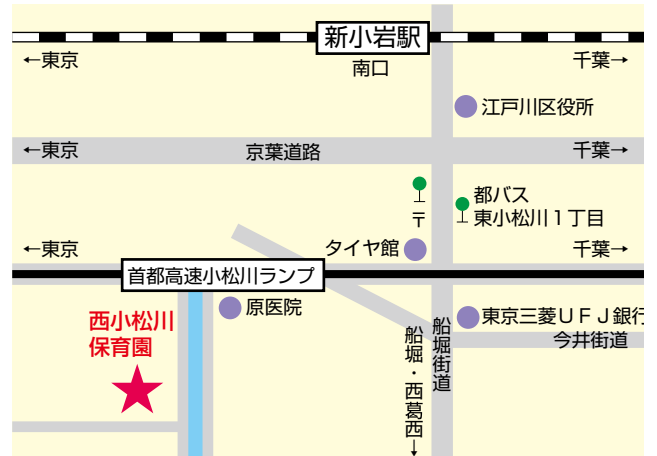 新小岩駅
←東京
千葉→
南口
江戸川区役所
←東京
京葉道路
千葉→
都バス
東小松川1丁目
〒
←東京
タイヤ館
千葉→
首都高速小松川ランプ
原医院
西小松川
保育園
東京三菱UFJ銀行
今井街道
船堀街道
船堀・西葛西→